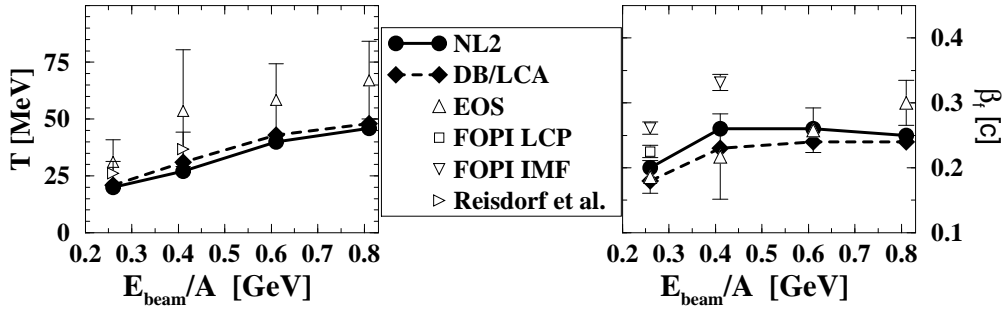 T [MeV]
75
50
25
0
0.2 0.3 0.4 0.5 0.6 0.7 0.8
E_beam/A [GeV]
NL2
DB/LCA
EOS
FOPI LCP
FOPI IMF
Reisdorf et al.
0.4
0.3
0.2
0.1
β_f [c]
0.2 0.3 0.4 0.5 0.6 0.7 0.8
E_beam/A [GeV]